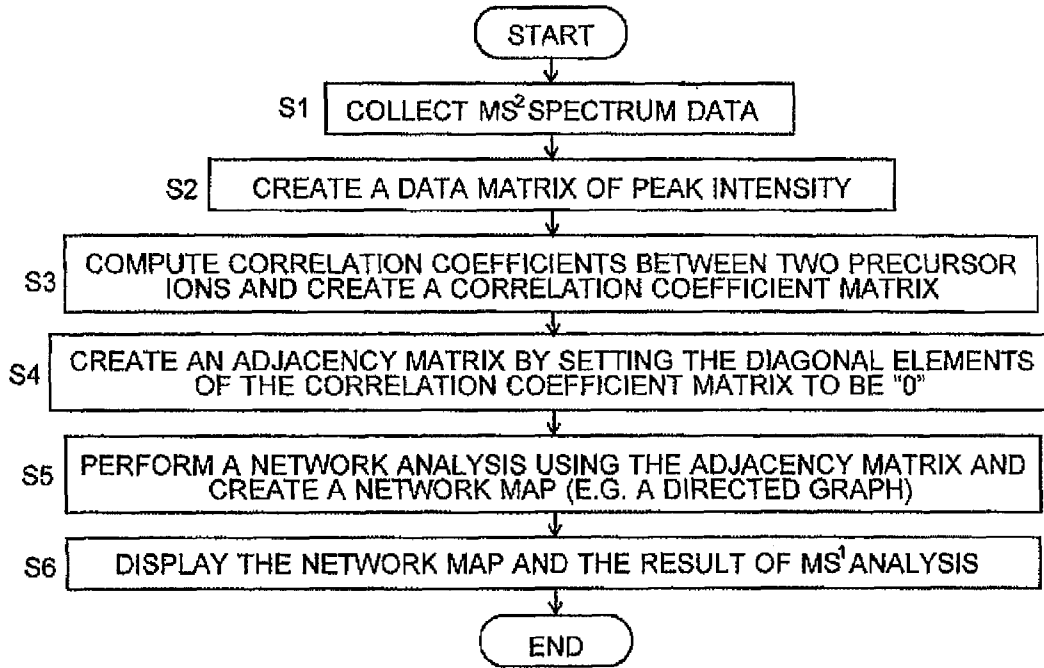 START
S1 COLLECT MS² SPECTRUM DATA
S2 CREATE A DATA MATRIX OF PEAK INTENSITY
S3 COMPUTE CORRELATION COEFFICIENTS BETWEEN TWO PRECURSOR
IONS AND CREATE A CORRELATION COEFFICIENT MATRIX
S4 CREATE AN ADJACENCY MATRIX BY SETTING THE DIAGONAL ELEMENTS
OF THE CORRELATION COEFFICIENT MATRIX TO BE "0"
S5 PERFORM A NETWORK ANALYSIS USING THE ADJACENCY MATRIX AND
CREATE A NETWORK MAP (E.G. A DIRECTED GRAPH)
S6 DISPLAY THE NETWORK MAP AND THE RESULT OF MS¹ ANALYSIS
END